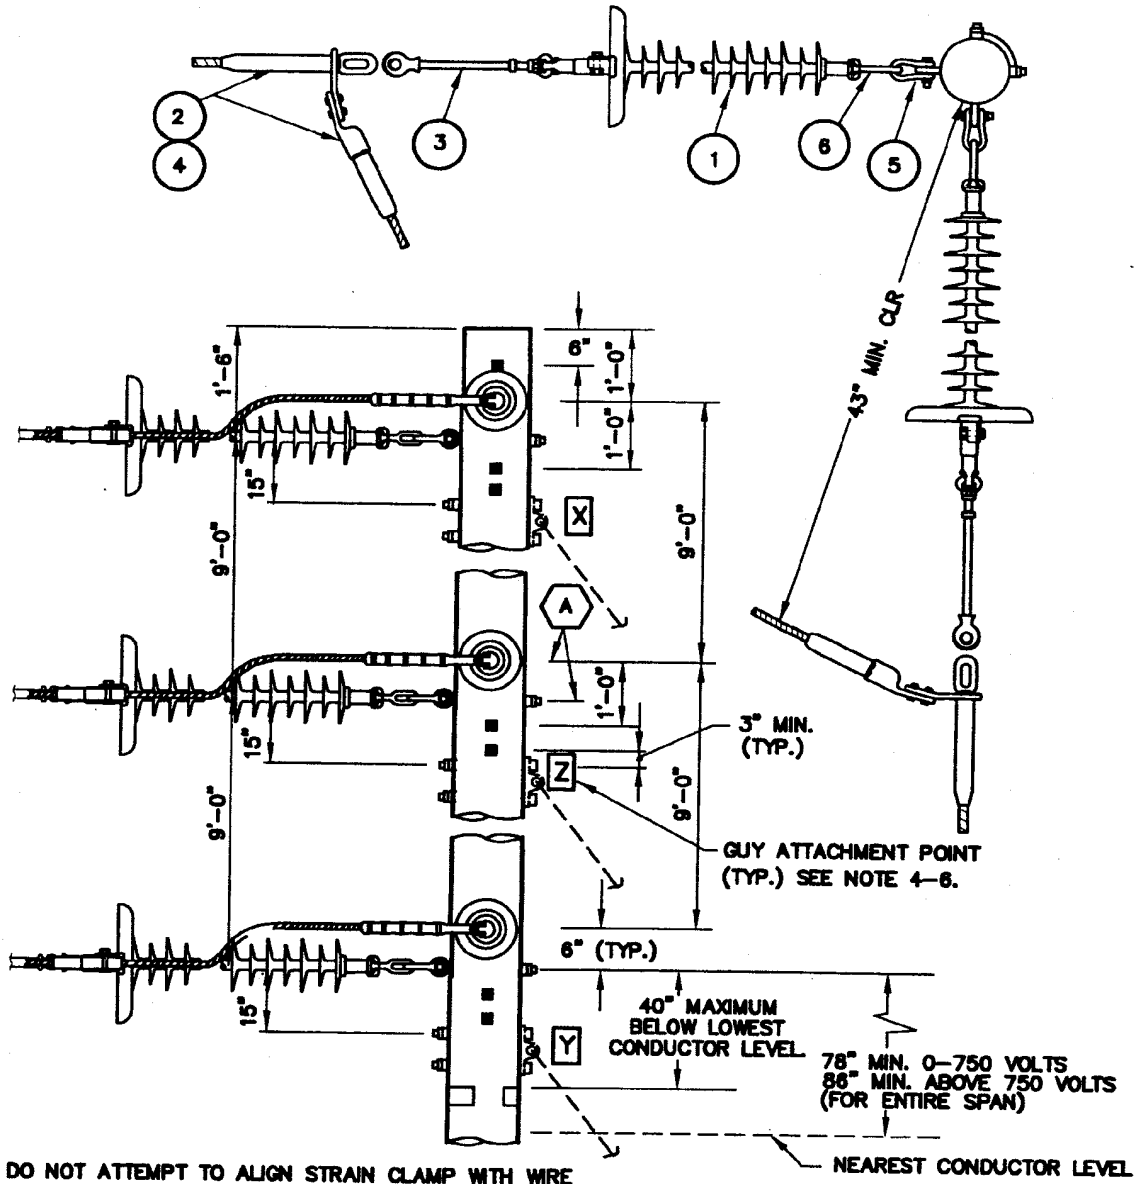 2
4
3
1
6
5
43" MIN. CLR
1'-6"
6"
1'-0"
1'-0"
15"
X
9'-0"
9'-0"
A
1'-0"
3" MIN.
(TYP.)
15"
Z
9'-0"
9'-0"
GUY ATTACHMENT POINT
(TYP.) SEE NOTE 4-6.
6" (TYP.)
15"
Y
40" MAXIMUM
BELOW LOWEST
CONDUCTOR LEVEL
78" MIN. 0-750 VOLTS
86" MIN. ABOVE 750 VOLTS
(FOR ENTIRE SPAN)
NEAREST CONDUCTOR LEVEL
DO NOT ATTEMPT TO ALIGN STRAIN CLAMP WITH WIRE